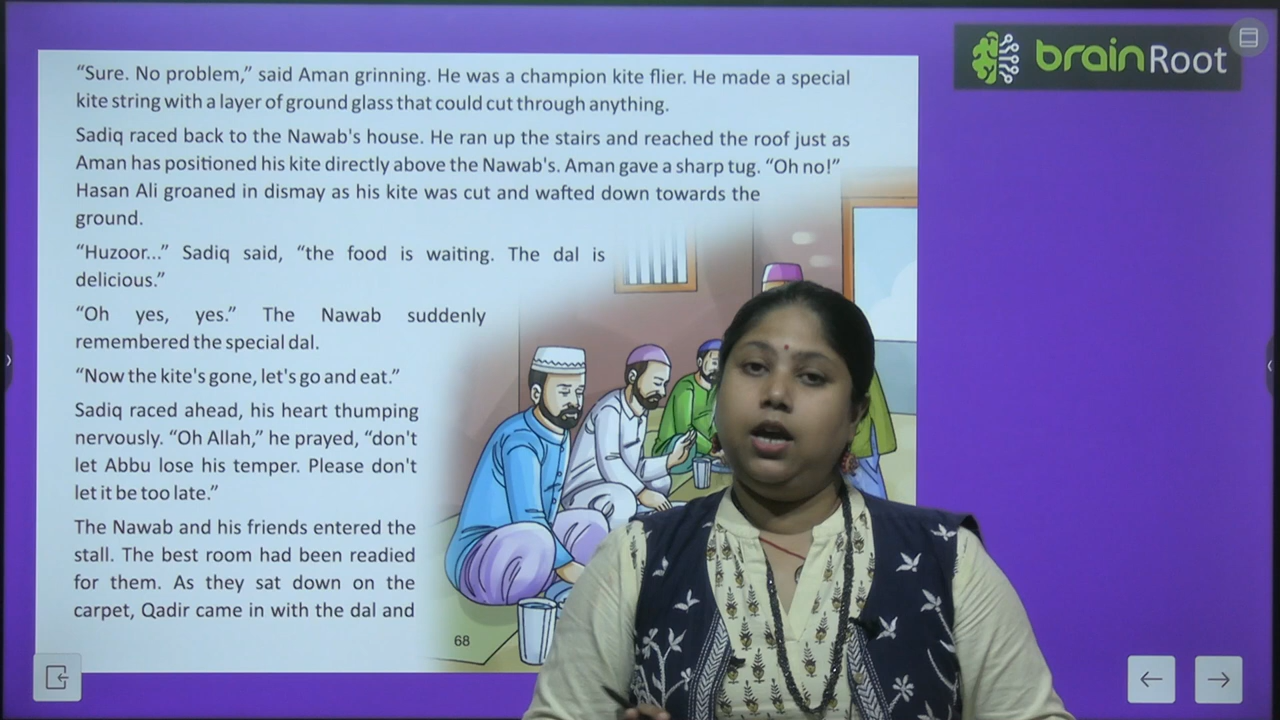 brainRoot
“Sure. No problem,” said Aman grinning. He was a champion kite flier. He made a special
kite string with a layer of ground glass that could cut through anything.
Sadiq raced back to the Nawab's house. He ran up the stairs and reached the roof just as
Aman has positioned his kite directly above the Nawab's. Aman gave a sharp tug. “Oh no!”
Hasan Ali groaned in dismay as his kite was cut and wafted down towards the
ground.
“Huzoor...” Sadiq said, “the food is waiting. The dal is
delicious.”
“Oh yes, yes.” The Nawab suddenly
remembered the special dal.
“Now the kite's gone, let's go and eat.”
Sadiq raced ahead, his heart thumping
nervously. “Oh Allah,” he prayed, “don't
let Abbu lose his temper. Please don't
let it be too late.”
The Nawab and his friends entered the
stall. The best room had been readied
for them. As they sat down on the
carpet, Qadir came in with the dal and
68